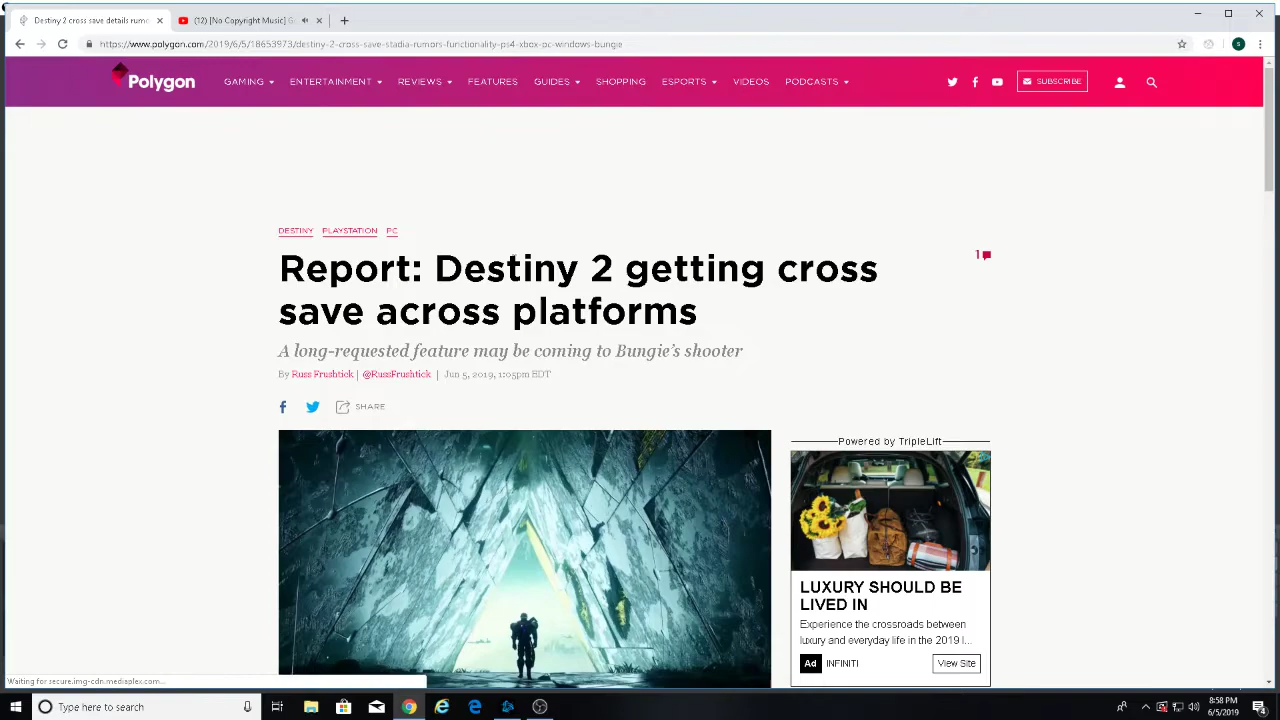 Destiny 2 cross save details rumo
(12) [No Copyright Music] G
https://www.polygon.com/2019/6/5/18653973/destiny-2-cross-save-stadia-rumors-functionality-ps4-xbox-pc-windows-bungie
S
Polygon
GAMING ENTERTAINMENT REVIEWS FEATURES GUIDES SHOPPING ESPORTS VIDEOS PODCASTS
SUBSCRIBE
DESTINY PLAYSTATION PC
Report: Destiny 2 getting cross
save across platforms
1
A long-requested feature may be coming to Bungie's shooter
By Russ Frushtick | @RussFrushtick | Jun 5, 2019, 1:05pm EDT
SHARE
Powered by TripleLift
LUXURY SHOULD BE
LIVED IN
Experience the crossroads between
luxury and everyday life in the 2019 I...
Ad INFINITI
View Site
Waiting for secure.img-cdn.mediaplex.com...
Type here to search
8:58 PM
6/5/2019
4